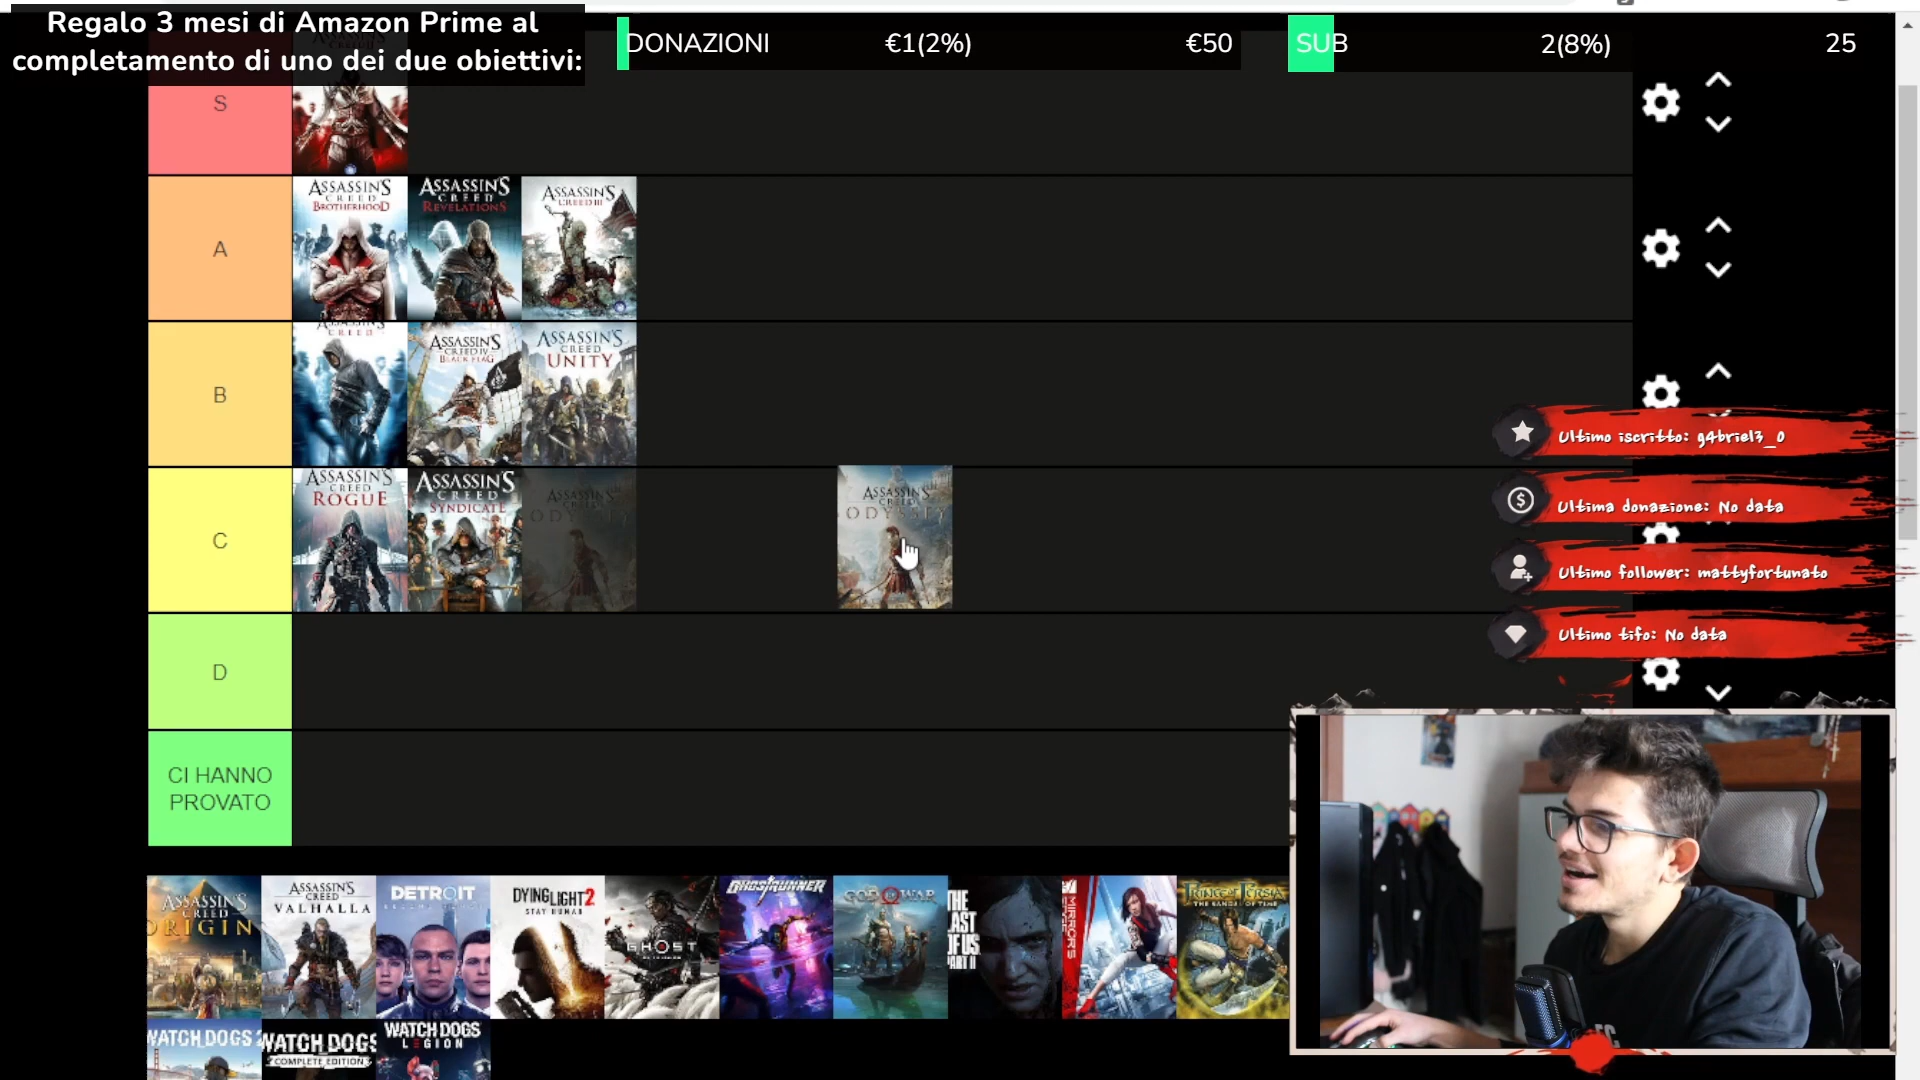 Regalo 3 mesi di Amazon Prime al
completamento di uno dei due obiettivi:
DONAZIONI €1(2%) €50
SUB 2(8%) 25
S
A
ASSASSIN'S
CREED
BROTHERHOOD
ASSASSIN'S
CREED
REVELATIONS
ASSASSIN'S
CREED III
B
ASSASSIN'S
CREED
ASSASSIN'S
CREED IV
BLACK FLAG
ASSASSIN'S
CREED
UNITY
Ultimo iscritto: g4briel3_0
C
ASSASSIN'S
CREED
ROGUE
ASSASSIN'S
CREED
SYNDICATE
ASSASSIN'S
CREED
ODYSSEY
Ultima donazione: No data
Ultimo follower: mattyfortunato
Ultimo tifo: No data
D
CI HANNO
PROVATO
ASSASSIN'S
CREED
ORIGIN
ASSASSIN'S
CREED
VALHALLA
DETROIT
DYING LIGHT 2
STAY HUMAN
GHOST
GHOSTRUNNER
GOD OF WAR
THE
LAST
OF US
PART II
MIRROR'S
PRINCE OF PERSIA
THE SANDS OF TIME
WATCH DOGS 2
WATCH DOGS
COMPLETE EDITION
WATCH DOGS
LEGION